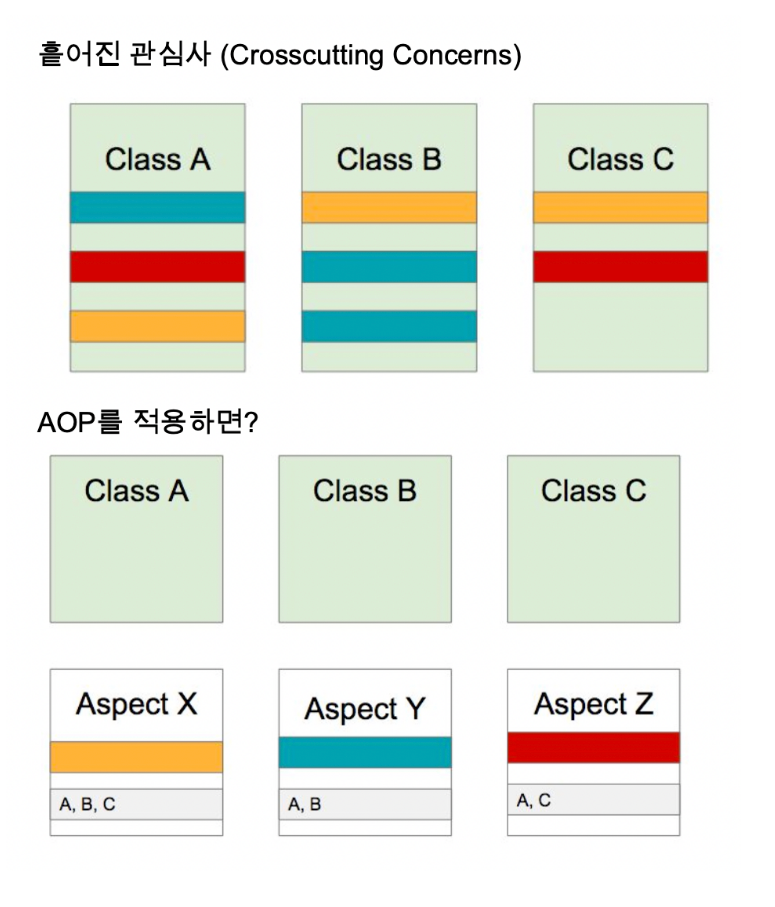 흩어진 관심사 (Crosscutting Concerns)
Class A
Class B
Class C
AOP를 적용하면?
Class A
Class B
Class C
Aspect X
Aspect Y
Aspect Z
A, B, C
A, B
A, C